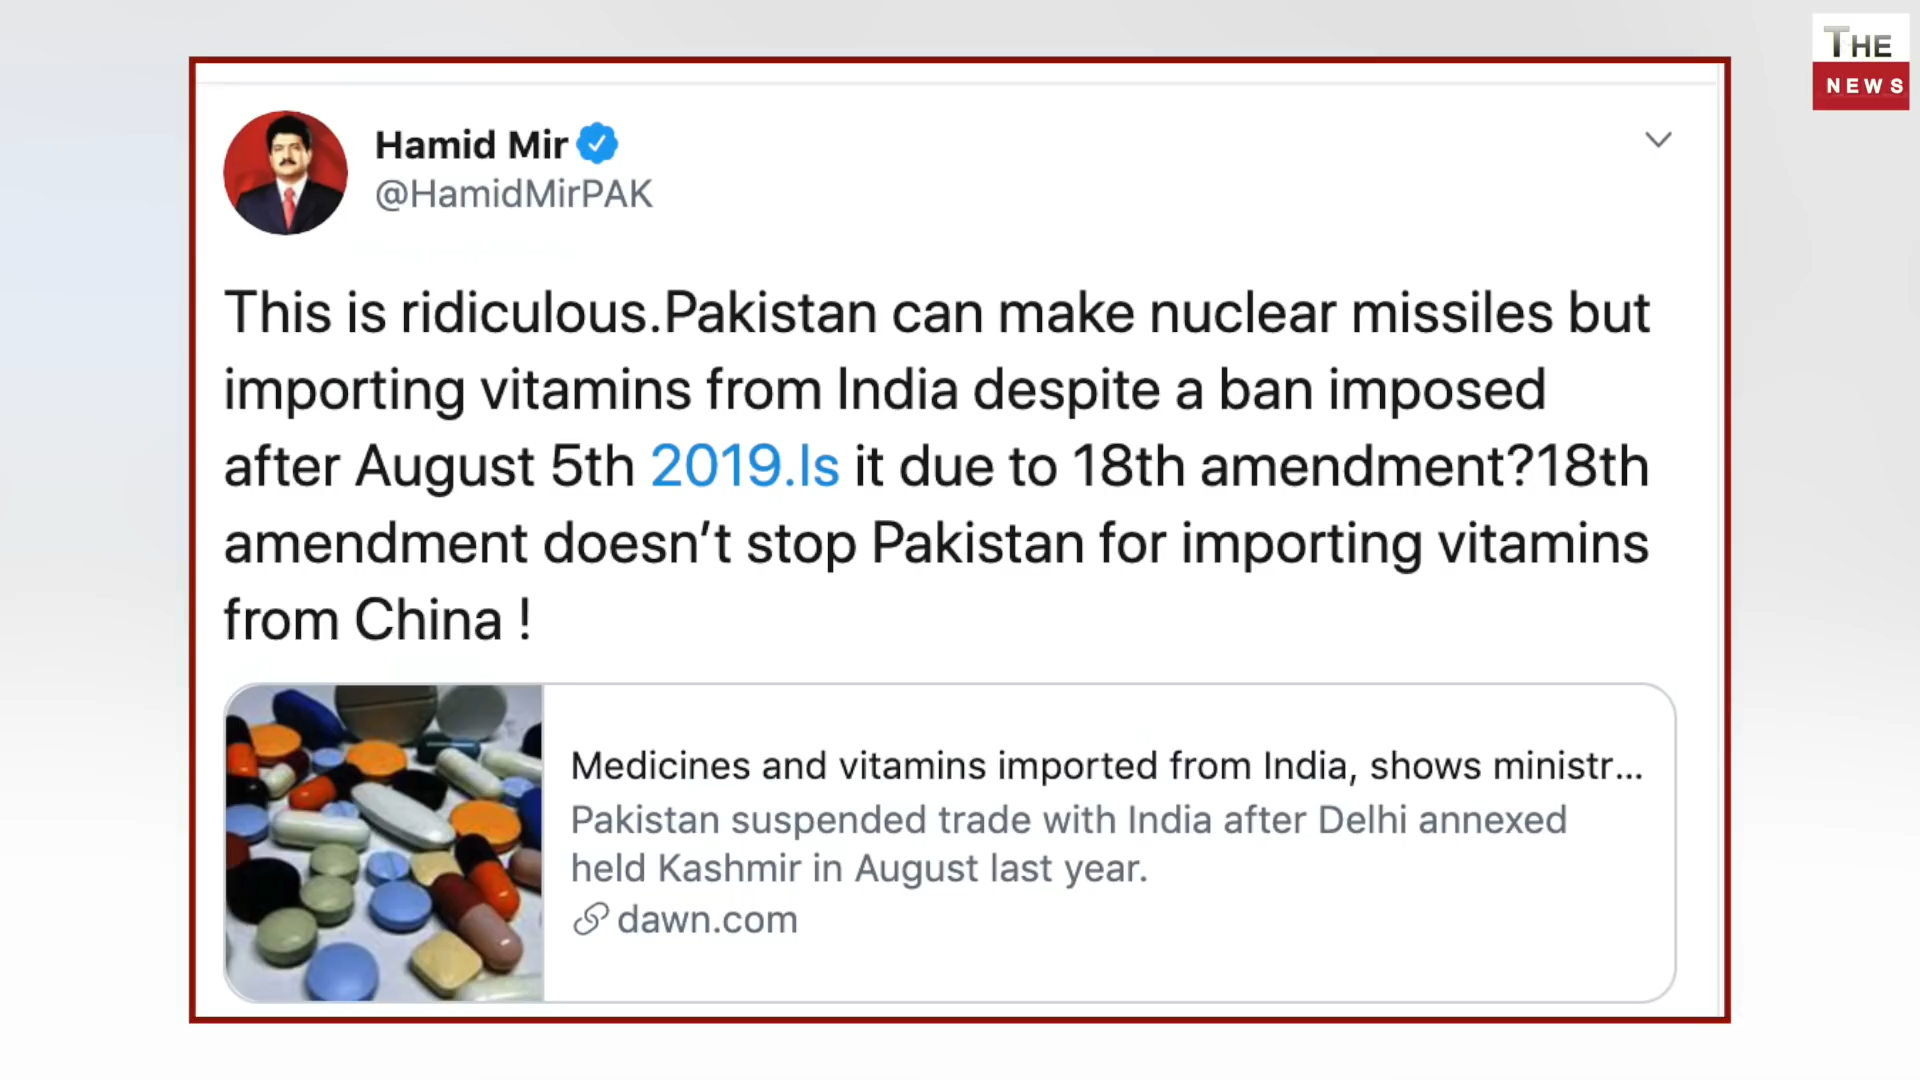 THE
NEWS
Hamid Mir
@HamidMirPAK
This is ridiculous.Pakistan can make nuclear missiles but
importing vitamins from India despite a ban imposed
after August 5th 2019.Is it due to 18th amendment?18th
amendment doesn’t stop Pakistan for importing vitamins
from China !
Medicines and vitamins imported from India, shows ministr...
Pakistan suspended trade with India after Delhi annexed
held Kashmir in August last year.
dawn.com